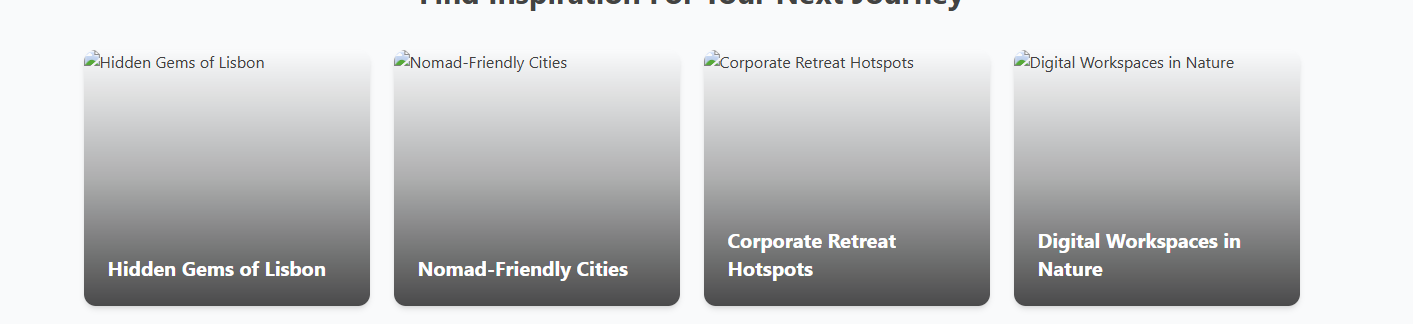 Find Inspiration For Your Next Journey
Hidden Gems of Lisbon
Nomad-Friendly Cities
Corporate Retreat Hotspots
Digital Workspaces in Nature
Hidden Gems of Lisbon
Nomad-Friendly Cities
Corporate Retreat
Hotspots
Digital Workspaces in
Nature